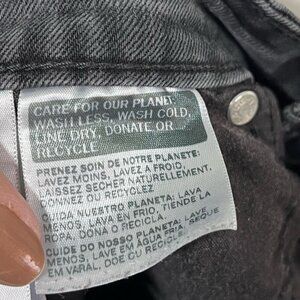 CARE FOR OUR PLANET:
WASH LESS, WASH COLD,
LINE DRY, DONATE OR
RECYCLE
PRENEZ SOIN DE NOTRE PLANETE:
LAVEZ MOINS, LAVEZ A FROID,
LAISSEZ SECHER NATURELLEMENT,
DONNEZ OU RECYCLEZ
CUIDA NUESTRO PLANETA: LAVA
MENOS, LAVA EN FRIO, TIENDE LA
ROPA, DONA O RECICLA.
CUIDE DO NOSSO PLANETA: LAVA
MENOS, LAVE EM AGUA FRIA, SEQUE
EM VARAL, DOE OU RECICLE.